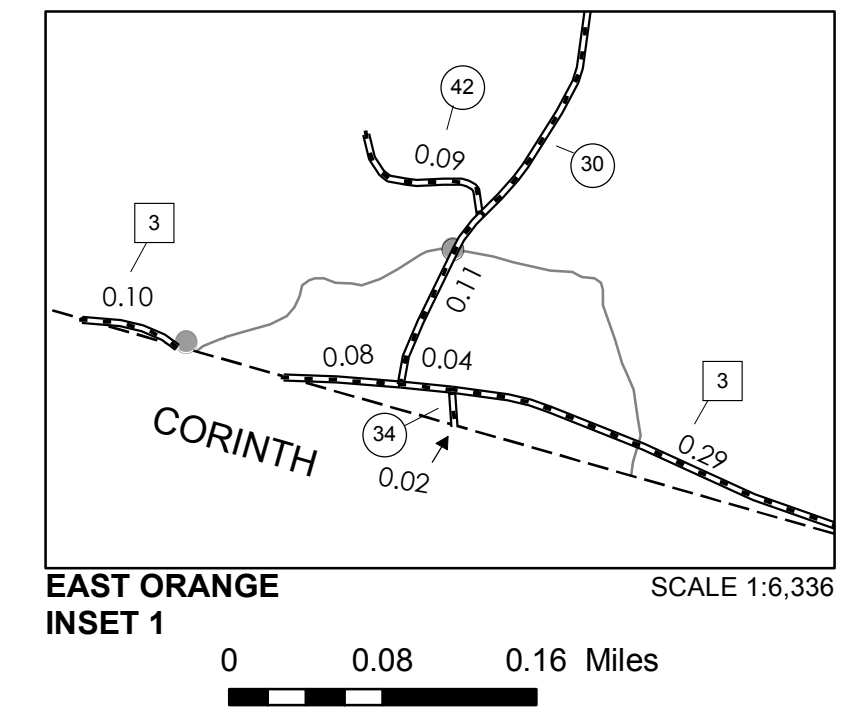 42
0.09
30
3
0.10
0.11
0.08
0.04
3
CORINTH
34
0.29
0.02
EAST ORANGE
INSET 1
SCALE 1:6,336
0 0.08 0.16 Miles